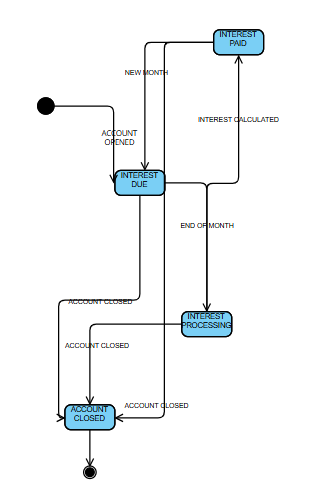 INTEREST
PAID
NEW MONTH
INTEREST CALCULATED
ACCOUNT
OPENED
INTEREST
DUE
END OF MONTH
ACCOUNT CLOSED
INTEREST
PROCESSING
ACCOUNT CLOSED
ACCOUNT CLOSED
ACCOUNT
CLOSED